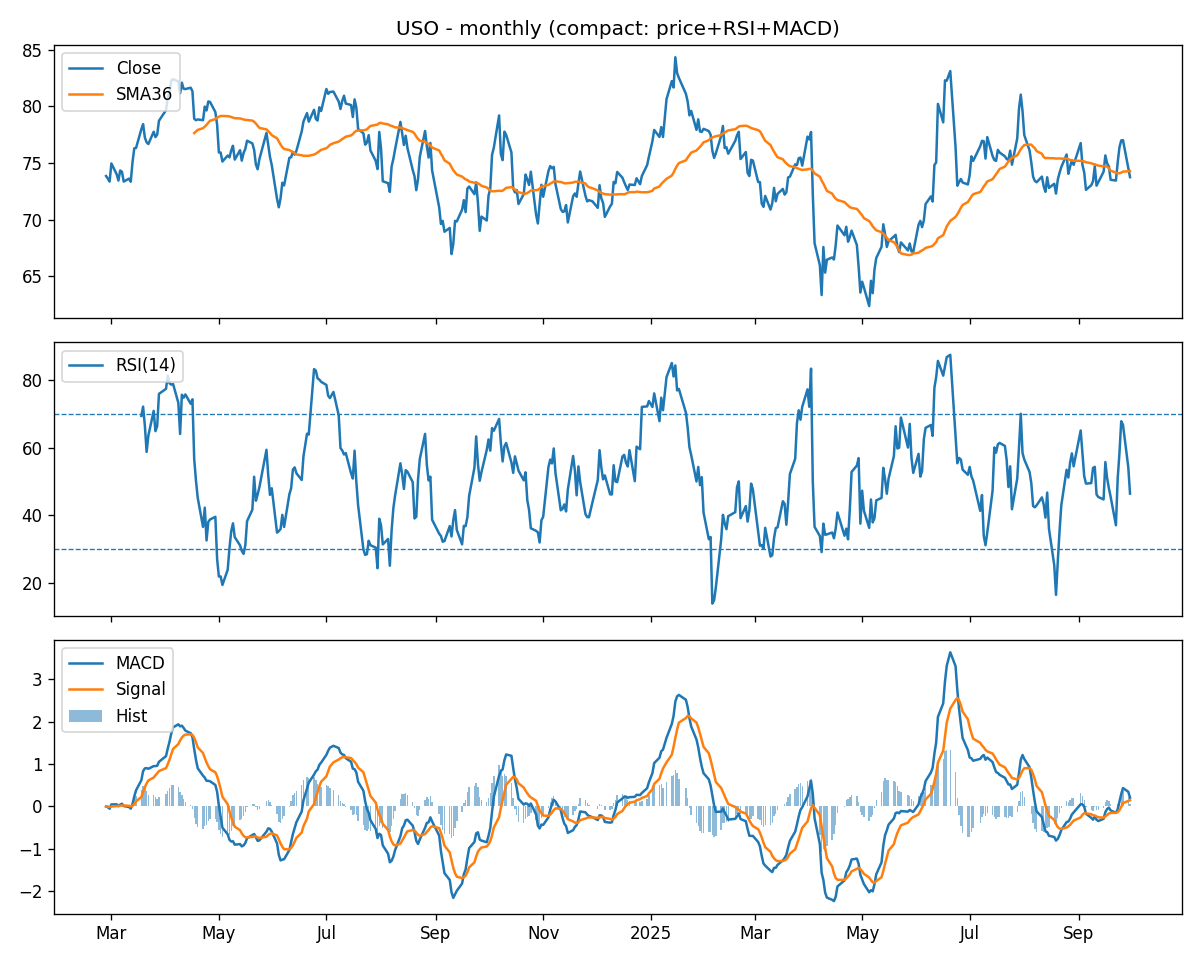 USO - monthly (compact: price+RSI+MACD)
85
80
75
70
65
Close
SMA36
80
60
40
20
RSI(14)
3
2
1
0
−1
−2
MACD
Signal
Hist
Mar
May
Jul
Sep
Nov
2025
Mar
May
Jul
Sep